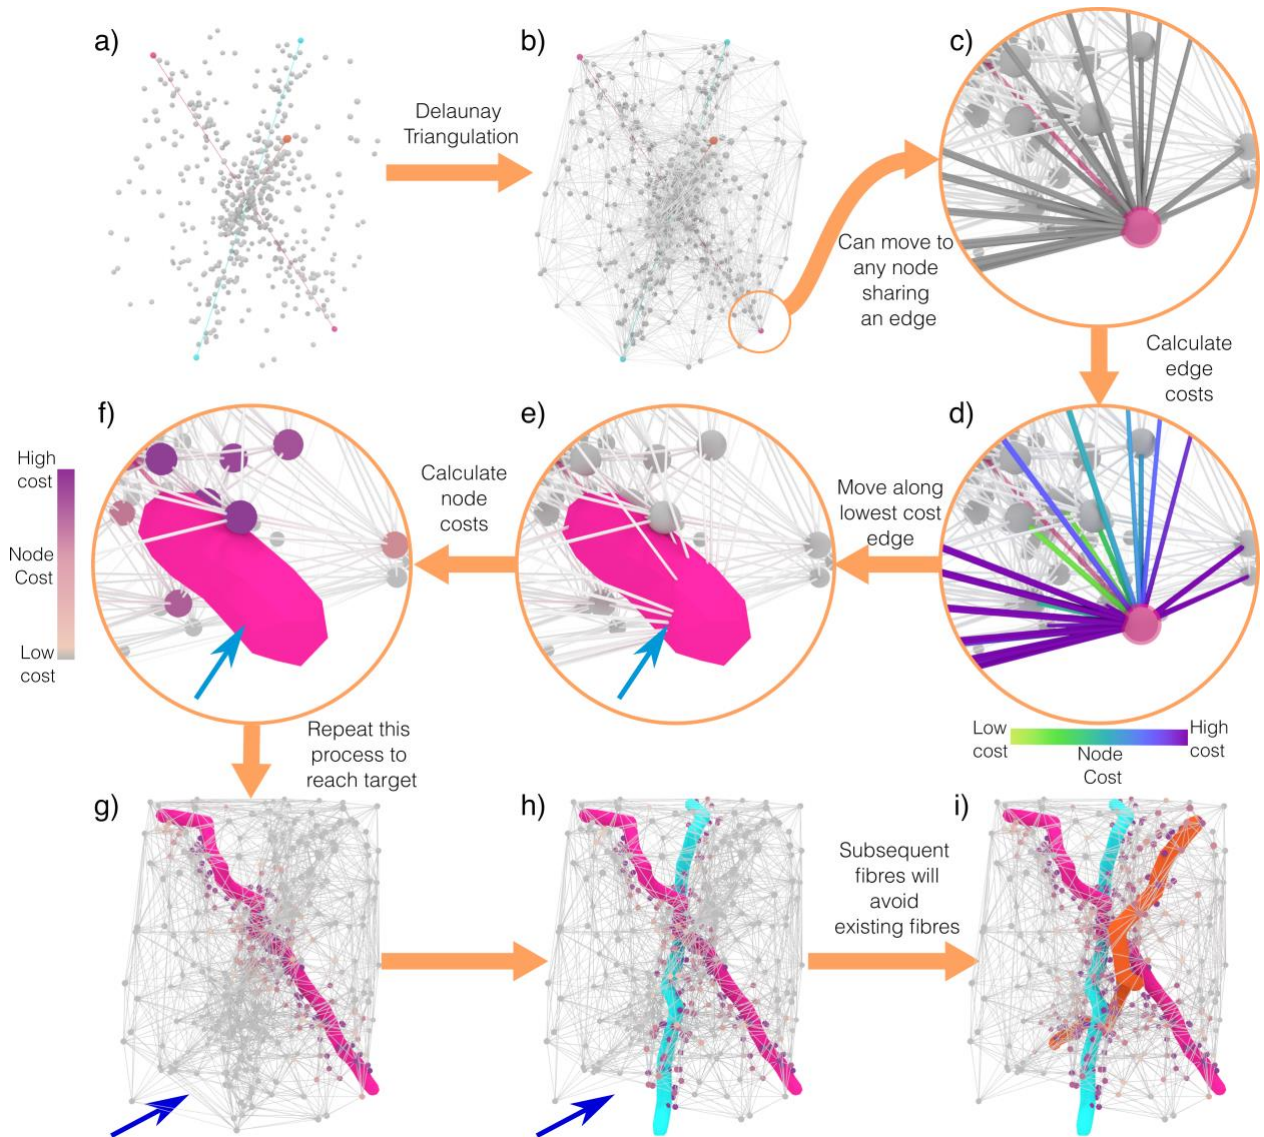 a)
Delaunay
Triangulation
b)
c)
Can move to
any node
sharing
an edge
Calculate
edge
costs
f)
High
cost
Node
Cost
Low
cost
Calculate
node
costs
e)
Move along
lowest cost
edge
d)
Low
cost
Node
Cost
High
cost
Repeat this
process to
reach target
g)
h)
Subsequent
fibres will
avoid
existing fibres
i)